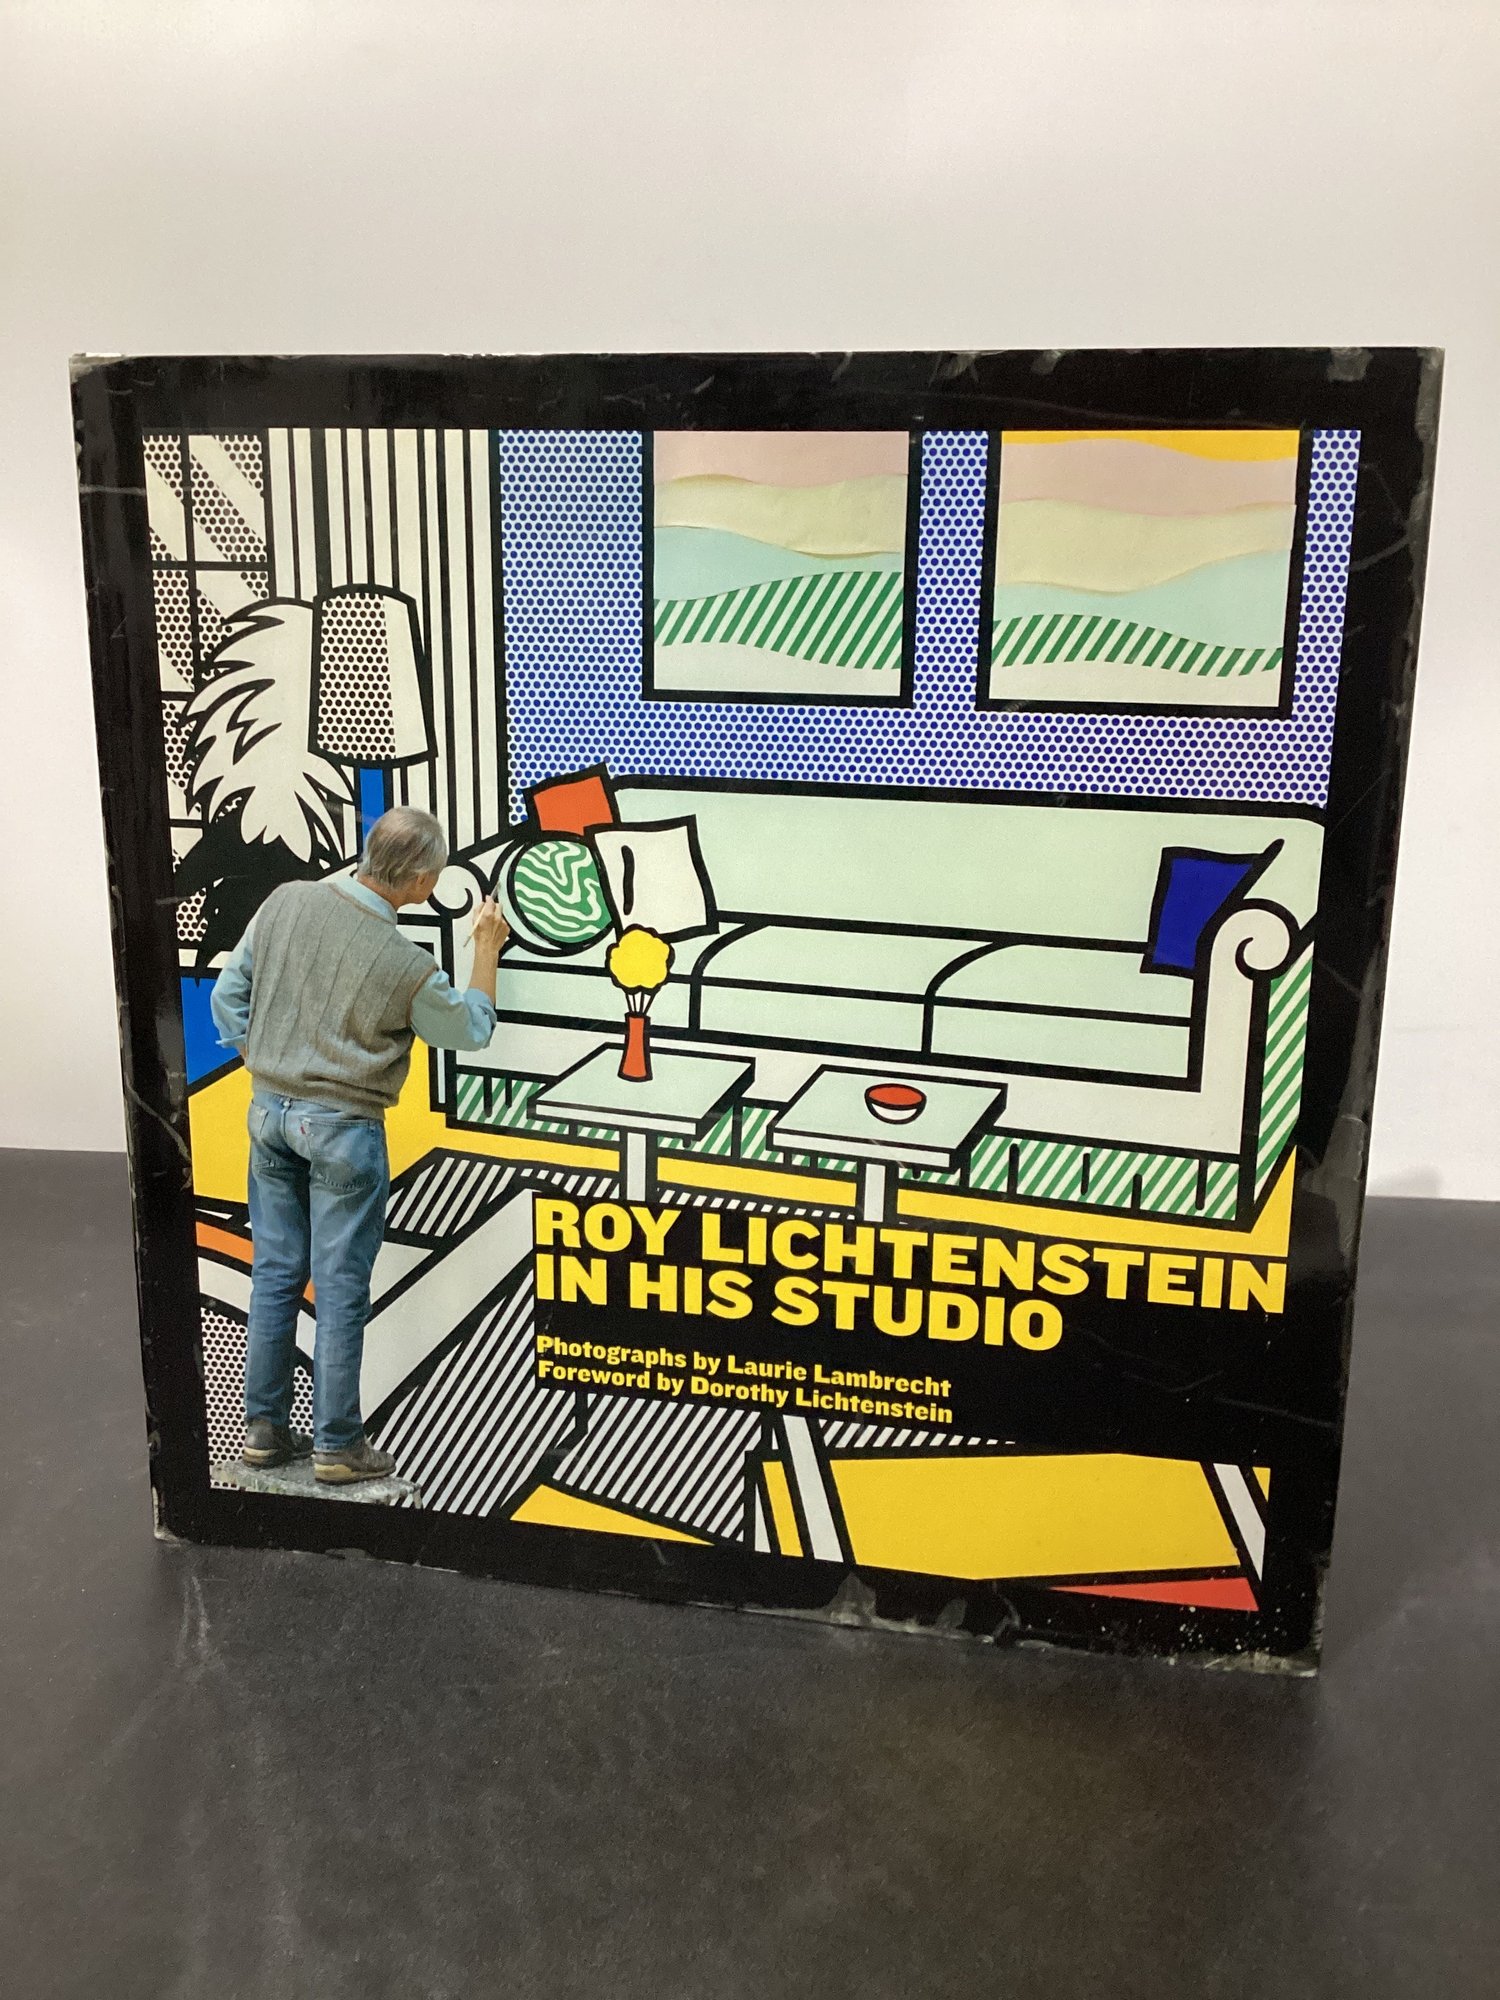 ROY LICHTENSTEIN
IN HIS STUDIO
Photographs by Laurie Lambrecht
Foreword by Dorothy Lichtenstein